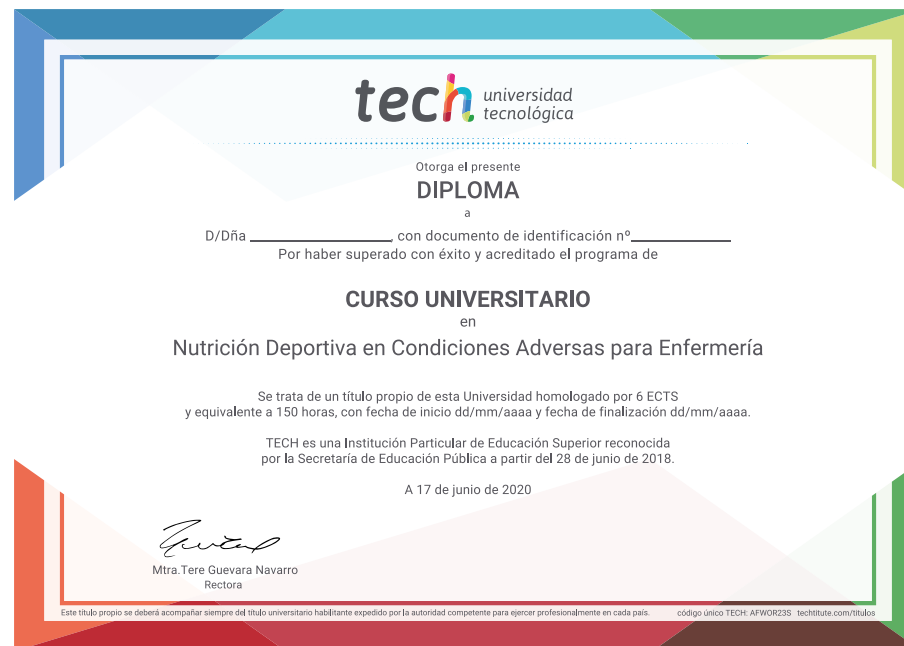 tech universidad
tecnológica
Otorga el presente
DIPLOMA
a
D/Dña ______________, con documento de identificación nº__________
Por haber superado con éxito y acreditado el programa de
CURSO UNIVERSITARIO
en
Nutrición Deportiva en Condiciones Adversas para Enfermería
Se trata de un título propio de esta Universidad homologado por 6 ECTS
y equivalente a 150 horas, con fecha de inicio dd/mm/aaaa y fecha de finalización dd/mm/aaaa.
TECH es una Institución Particular de Educación Superior reconocida
por la Secretaría de Educación Pública a partir del 28 de junio de 2018.
A 17 de junio de 2020
Mtra.Tere Guevara Navarro
Rectora
Este título propio se deberá acompañar siempre del título universitario habilitante expedido por la autoridad competente para ejercer profesionalmente en cada país. código único TECH: AFWOR23S techtitute.com/titulos